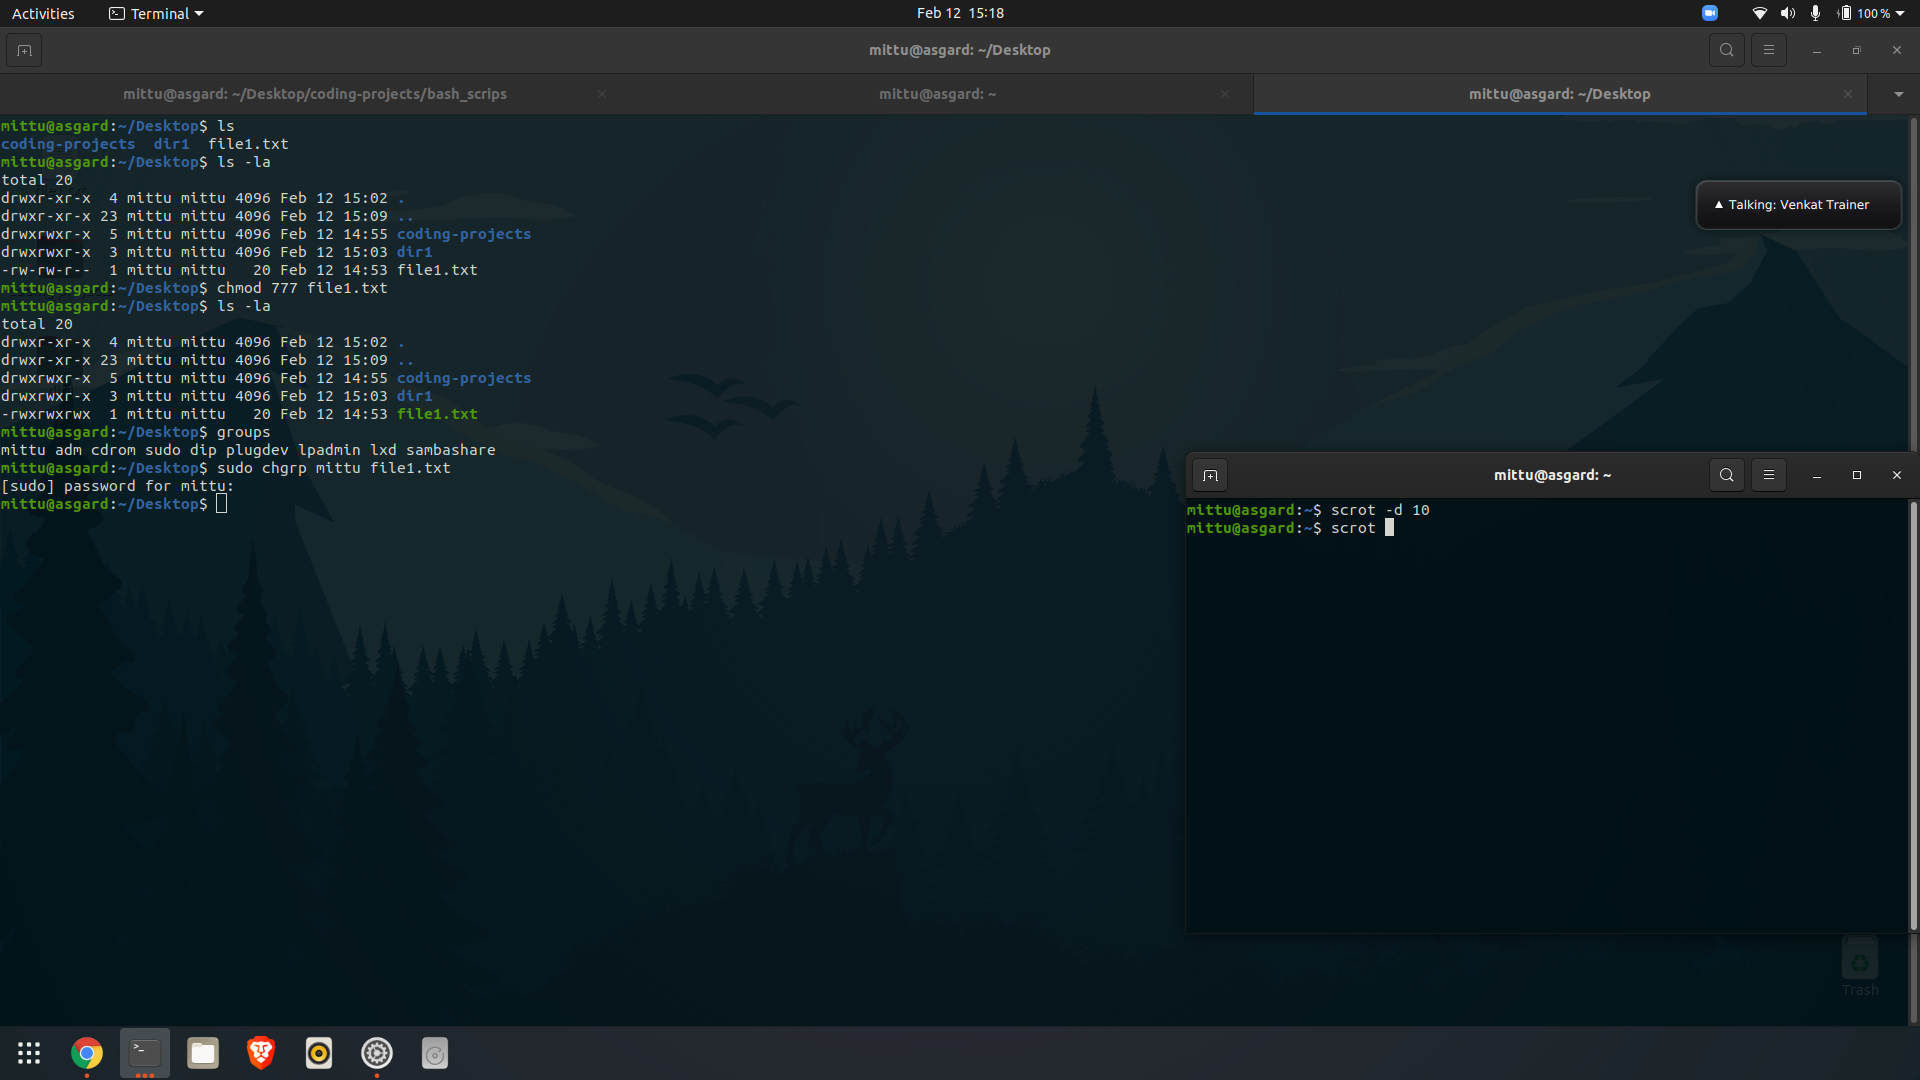 Activities Terminal Feb 12 15:18 100 %
mittu@asgard: ~/Desktop
mittu@asgard: ~/Desktop/coding-projects/bash_scrips mittu@asgard: ~ mittu@asgard: ~/Desktop
mittu@asgard:~/Desktop$ ls
coding-projects  dir1  file1.txt
mittu@asgard:~/Desktop$ ls -la
total 20
drwxr-xr-x  4 mittu mittu 4096 Feb 12 15:02 .
drwxr-xr-x 23 mittu mittu 4096 Feb 12 15:09 ..
drwxrwxr-x  5 mittu mittu 4096 Feb 12 14:55 coding-projects
drwxrwxr-x  3 mittu mittu 4096 Feb 12 15:03 dir1
-rw-rw-r--  1 mittu mittu   20 Feb 12 14:53 file1.txt
mittu@asgard:~/Desktop$ chmod 777 file1.txt
mittu@asgard:~/Desktop$ ls -la
total 20
drwxr-xr-x  4 mittu mittu 4096 Feb 12 15:02 .
drwxr-xr-x 23 mittu mittu 4096 Feb 12 15:09 ..
drwxrwxr-x  5 mittu mittu 4096 Feb 12 14:55 coding-projects
drwxrwxr-x  3 mittu mittu 4096 Feb 12 15:03 dir1
-rwxrwxrwx  1 mittu mittu   20 Feb 12 14:53 file1.txt
mittu@asgard:~/Desktop$ groups
mittu adm cdrom sudo dip plugdev lpadmin lxd sambashare
mittu@asgard:~/Desktop$ sudo chgrp mittu file1.txt
[sudo] password for mittu:
mittu@asgard:~/Desktop$
Talking: Venkat Trainer
mittu@asgard: ~
mittu@asgard:~$ scrot -d 10
mittu@asgard:~$ scrot
Trash